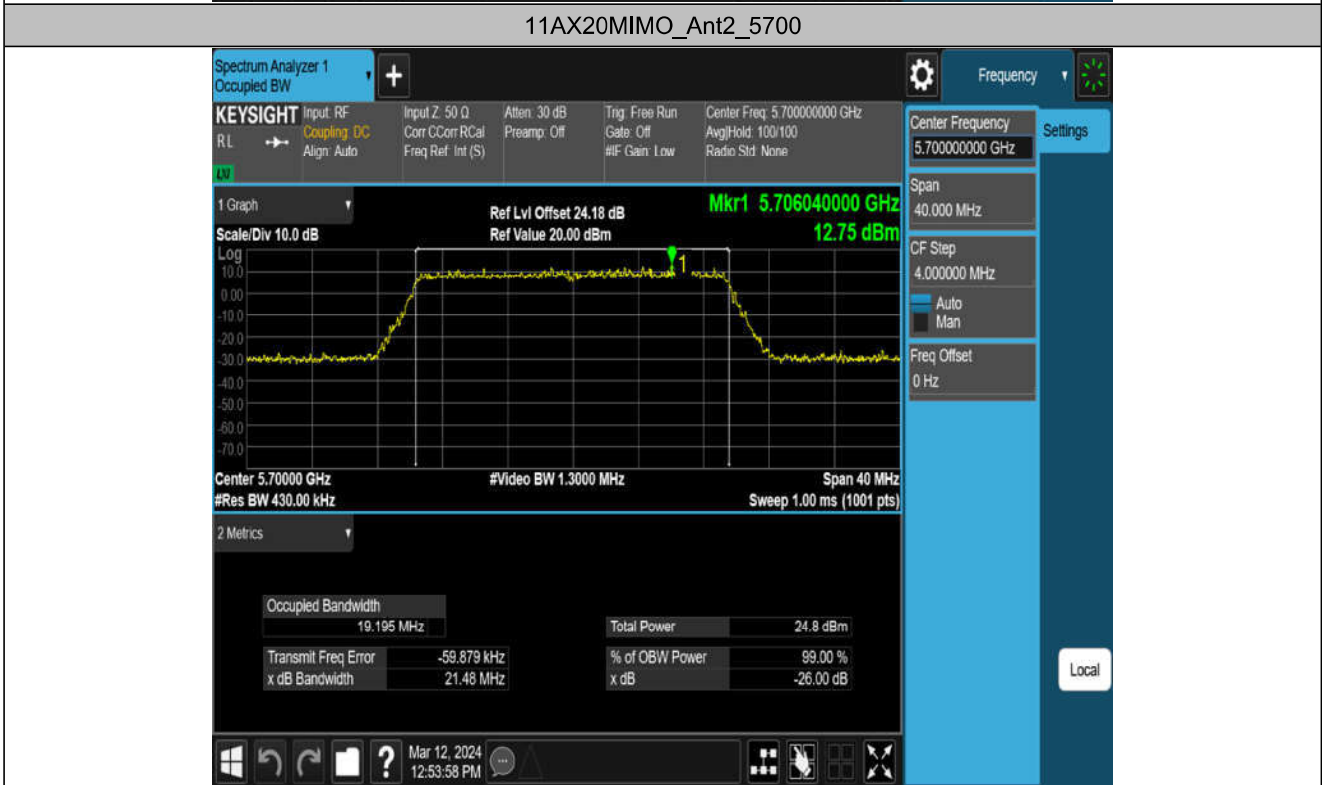 11AX20MIMO_Ant2_5700
Spectrum Analyzer 1
Occupied BW
+
Frequency
KEYSIGHT
RL
LXI
Input: RF
Coupling: DC
Align: Auto
Input Z: 50 Ω
Corr CCorr RCal
Freq Ref: Int (S)
Atten: 30 dB
Preamp: Off
Trig: Free Run
Gate: Off
#IF Gain: Low
Center Freq: 5.700000000 GHz
Avg|Hold: 100/100
Radio Std: None
Center Frequency
5.700000000 GHz
Settings
Span
40.000 MHz
CF Step
4.000000 MHz
Auto
Man
Freq Offset
0 Hz
Local
1 Graph
Scale/Div 10.0 dB
Ref Lvl Offset 24.18 dB
Ref Value 20.00 dBm
Mkr1 5.706040000 GHz
12.75 dBm
Log
10.0
0.00
-10.0
-20.0
-30.0
-40.0
-50.0
-60.0
-70.0
1
Center 5.70000 GHz
#Res BW 430.00 kHz
#Video BW 1.3000 MHz
Span 40 MHz
Sweep 1.00 ms (1001 pts)
2 Metrics
Occupied Bandwidth
19.195 MHz
Total Power 24.8 dBm
Transmit Freq Error -59.879 kHz
% of OBW Power 99.00 %
x dB Bandwidth 21.48 MHz
x dB -26.00 dB
?
Mar 12, 2024
12:53:58 PM